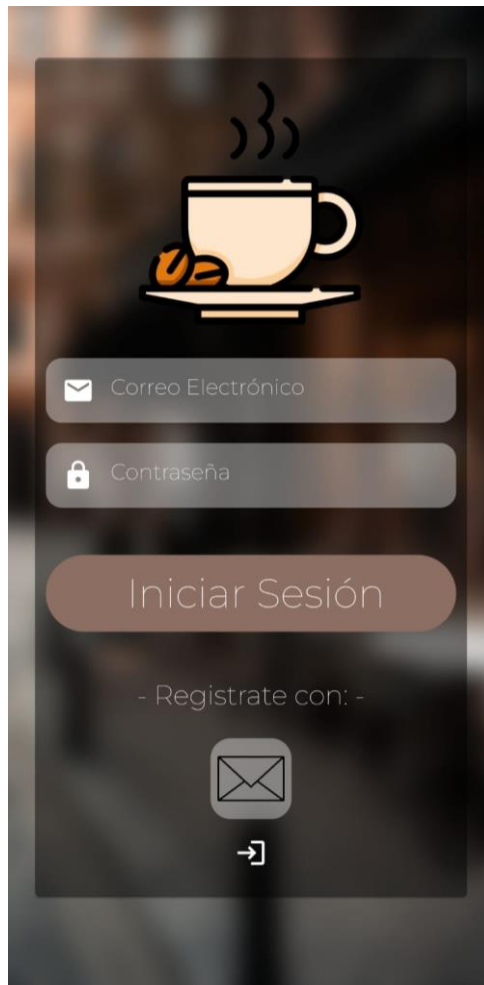 Correo Electrónico
Contraseña
Iniciar Sesión
- Registrate con: -